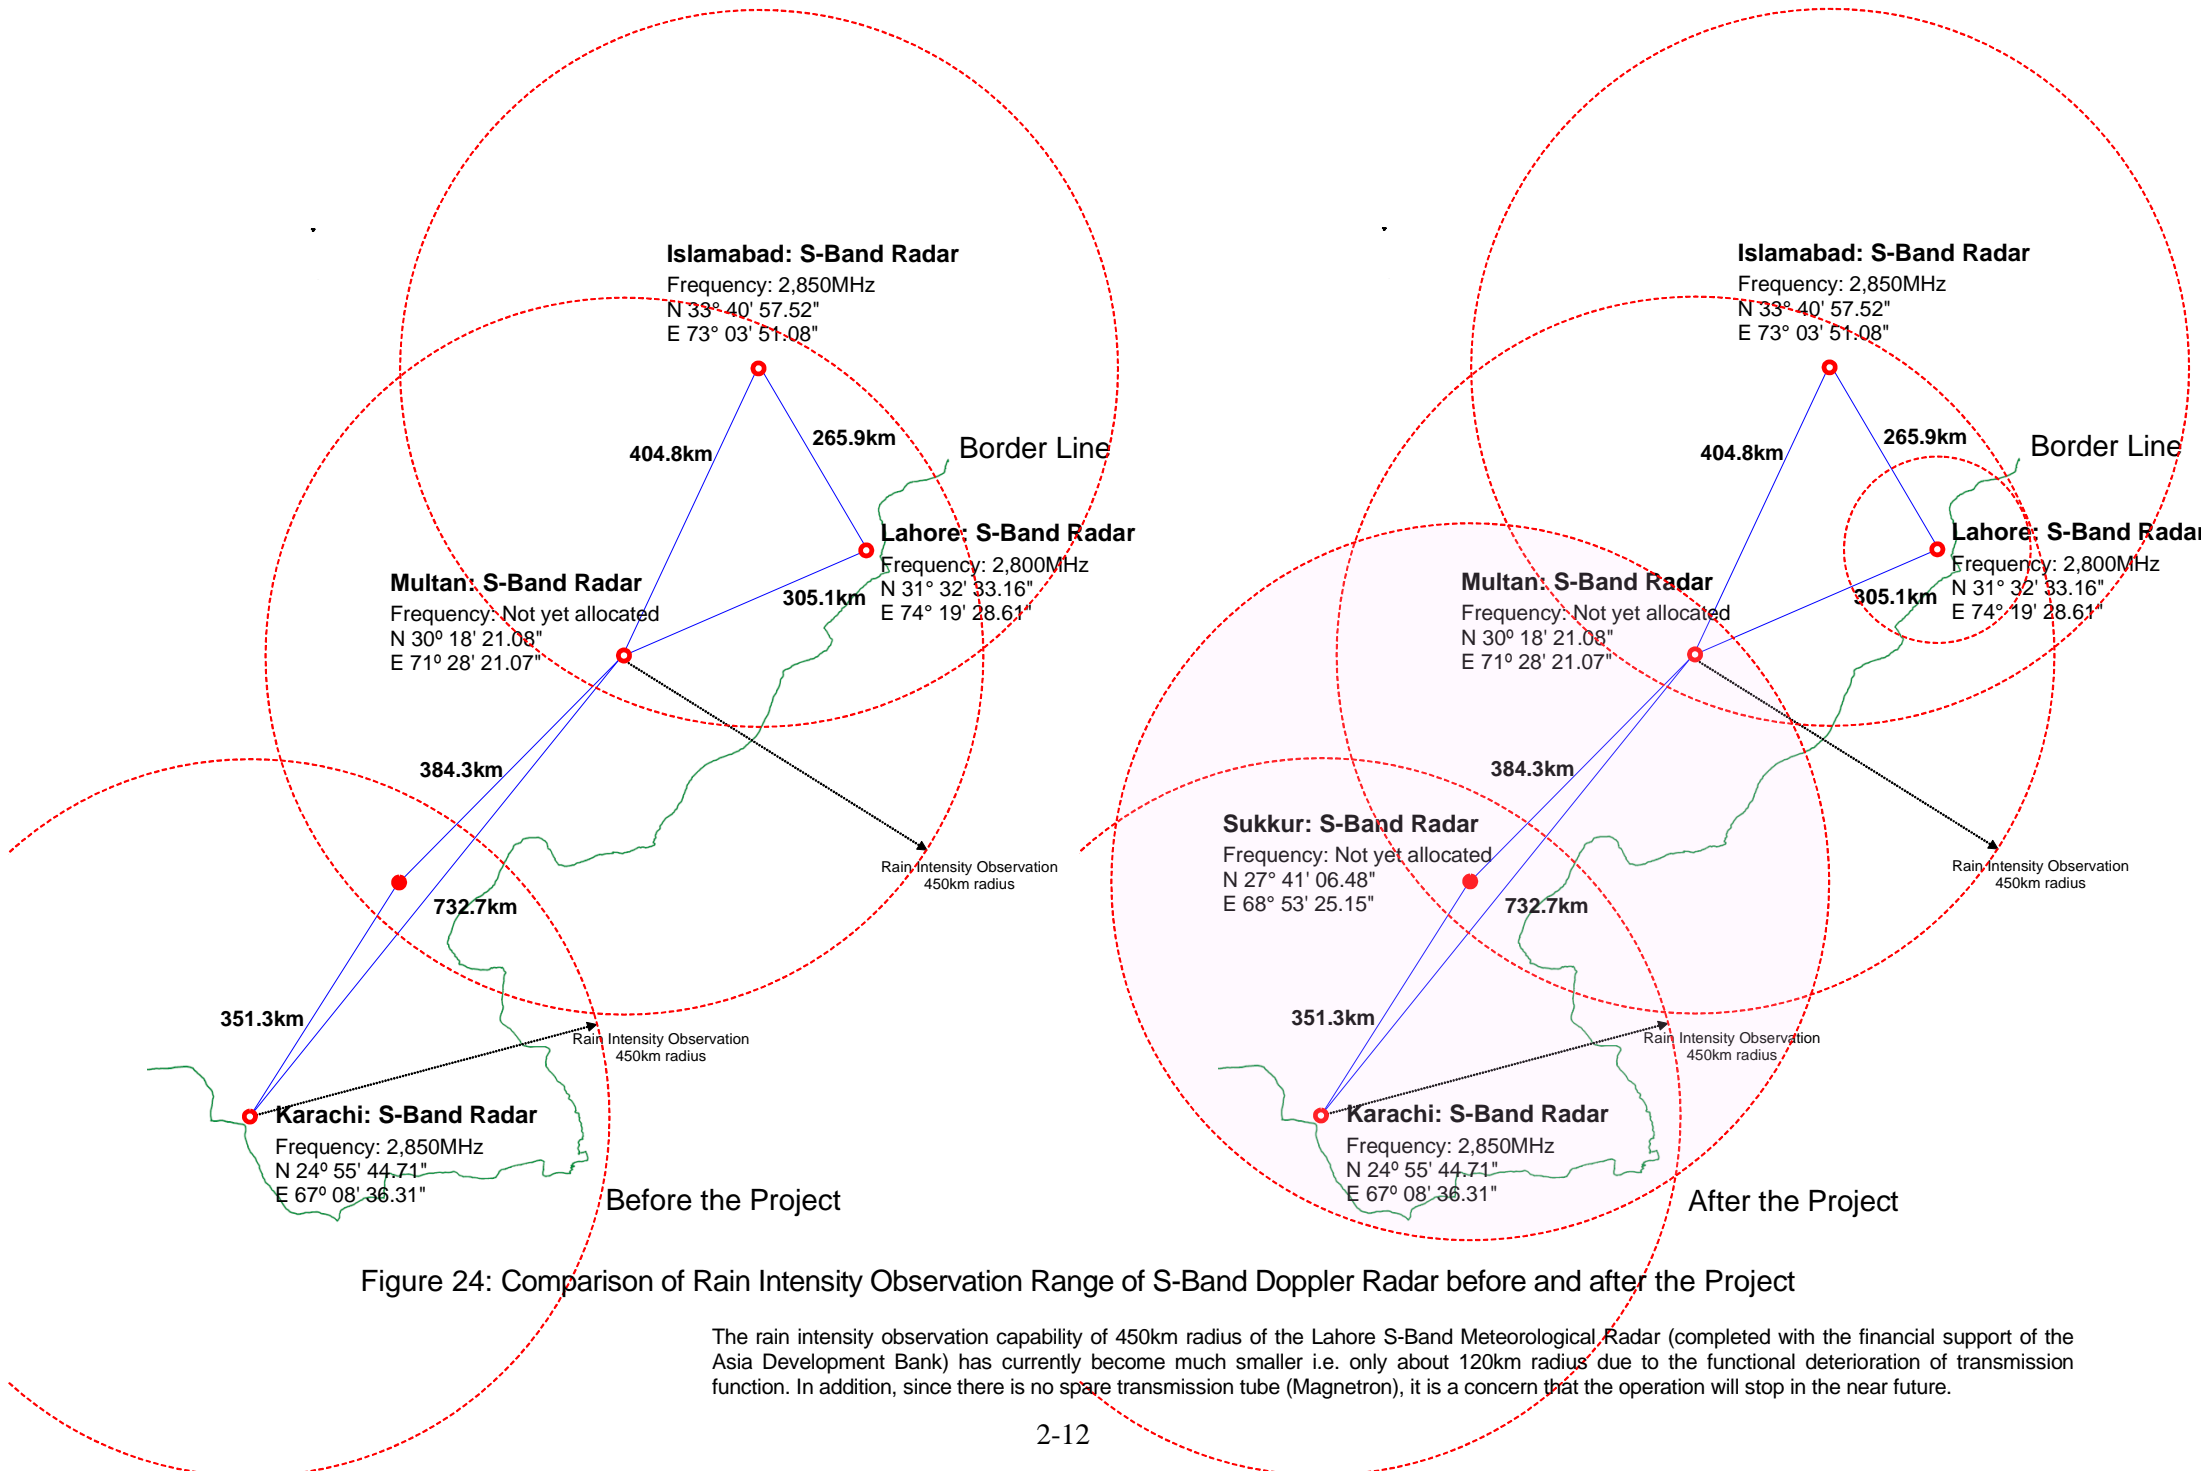 Islamabad: S-Band Radar
Frequency: 2,850MHz
N 33° 40' 57.52"
E 73° 03' 51.08"
404.8km
265.9km
Border Line
Lahore: S-Band Radar
Frequency: 2,800MHz
N 31° 32' 33.16"
E 74° 19' 28.61"
Multan: S-Band Radar
Frequency: Not yet allocated
N 30º 18' 21.08"
E 71º 28' 21.07"
305.1km
384.3km
Rain Intensity Observation
450km radius
732.7km
351.3km
Rain Intensity Observation
450km radius
Karachi: S-Band Radar
Frequency: 2,850MHz
N 24º 55' 44.71"
E 67º 08' 36.31"
Before the Project
Islamabad: S-Band Radar
Frequency: 2,850MHz
N 33° 40' 57.52"
E 73° 03' 51.08"
404.8km
265.9km
Border Line
Lahore: S-Band Radar
Frequency: 2,800MHz
N 31° 32' 33.16"
E 74° 19' 28.61"
Multan: S-Band Radar
Frequency: Not yet allocated
N 30º 18' 21.08"
E 71º 28' 21.07"
305.1km
384.3km
Sukkur: S-Band Radar
Frequency: Not yet allocated
N 27° 41' 06.48"
E 68° 53' 25.15"
Rain Intensity Observation
450km radius
732.7km
351.3km
Rain Intensity Observation
450km radius
Karachi: S-Band Radar
Frequency: 2,850MHz
N 24º 55' 44.71"
E 67º 08' 36.31"
After the Project
Figure 24: Comparison of Rain Intensity Observation Range of S-Band Doppler Radar before and after the Project
The rain intensity observation capability of 450km radius of the Lahore S-Band Meteorological Radar (completed with the financial support of the
Asia Development Bank) has currently become much smaller i.e. only about 120km radius due to the functional deterioration of transmission
function. In addition, since there is no spare transmission tube (Magnetron), it is a concern that the operation will stop in the near future.
2-12